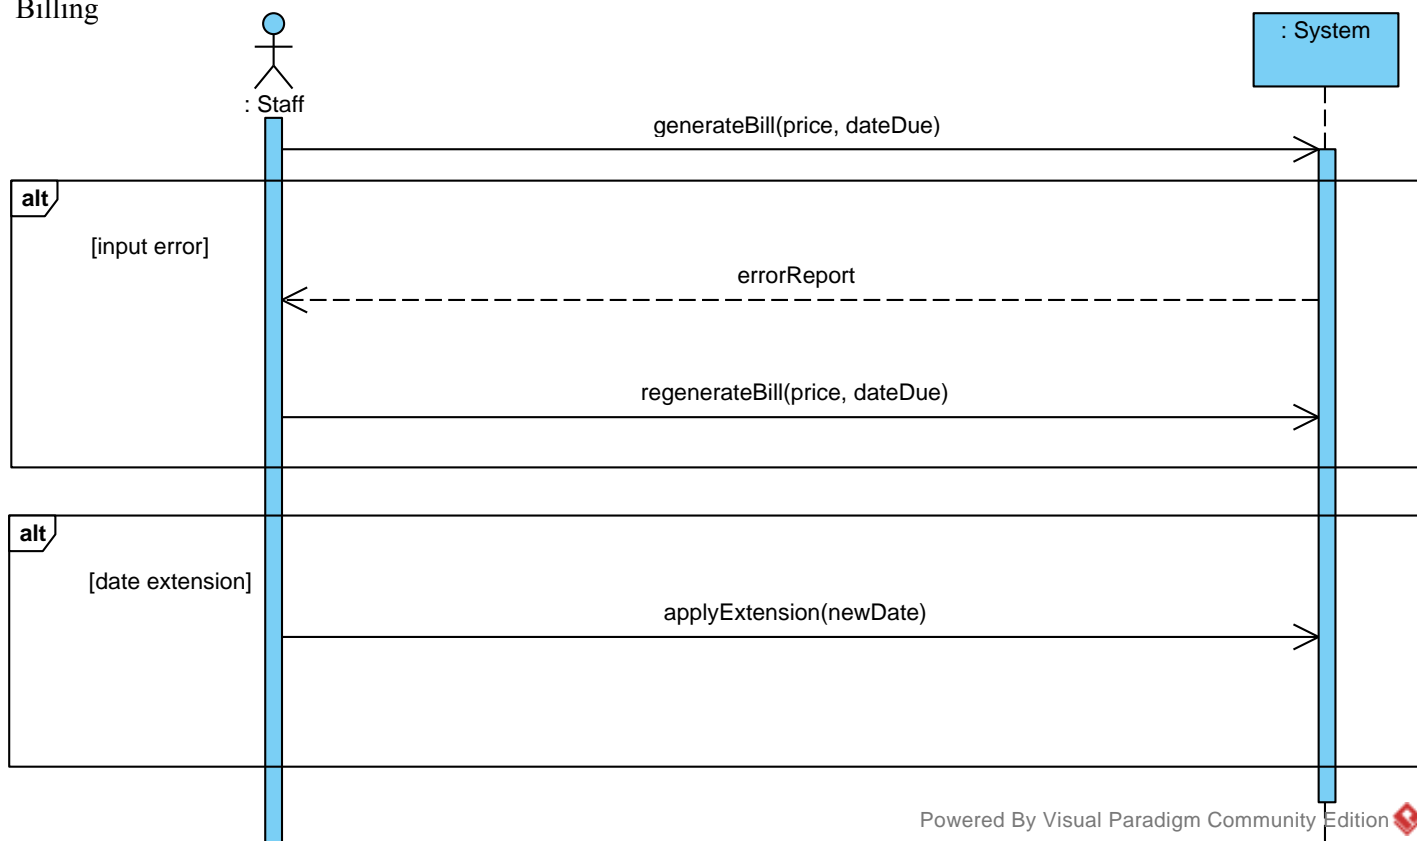 Billing
: Staff
: System
generateBill(price, dateDue)
alt
[input error]
errorReport
regenerateBill(price, dateDue)
alt
[date extension]
applyExtension(newDate)
Powered By Visual Paradigm Community Edition